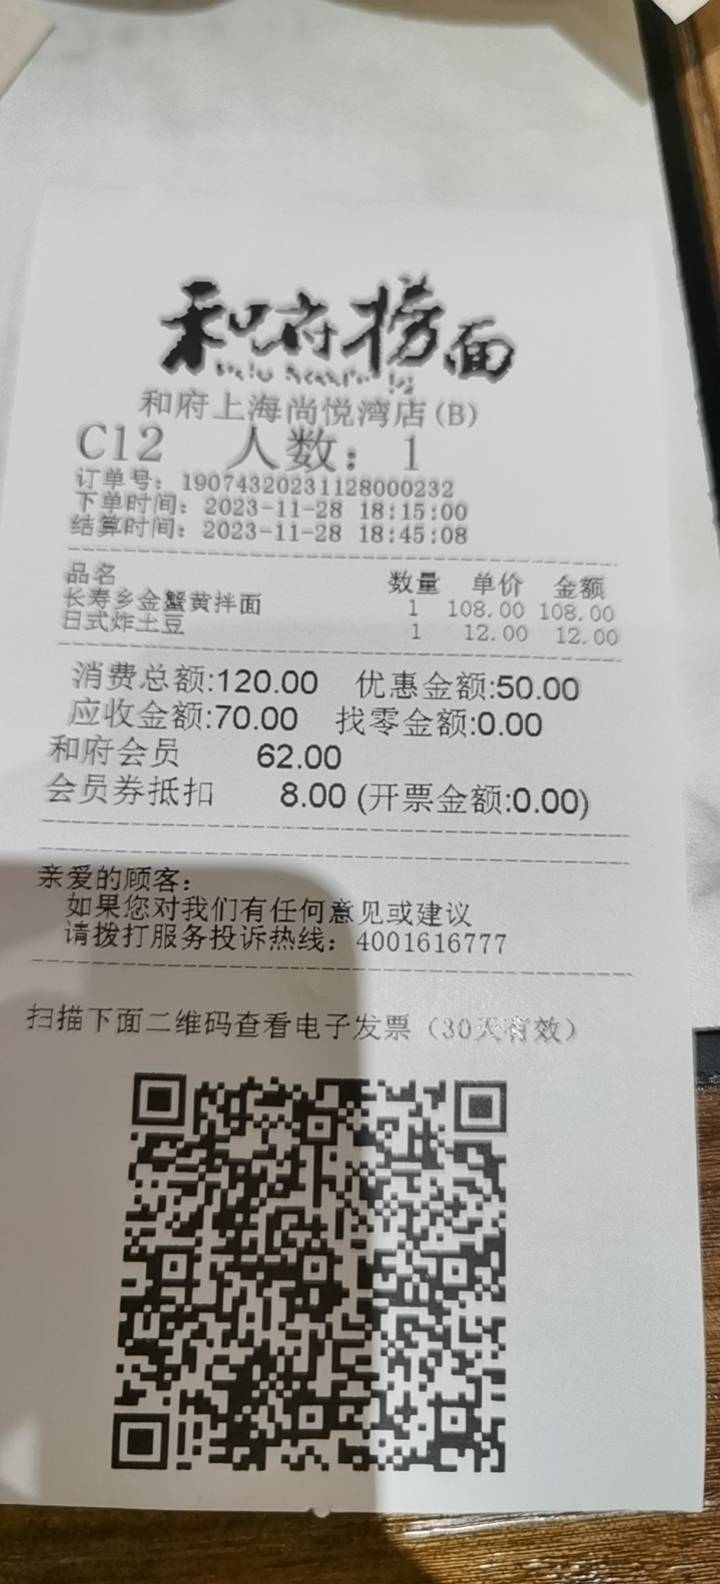 和府捞面
和府上海尚悦湾店(B)
C12 人数：1
订单号：190743202311280000232
下单时间：2023-11-28 18:15:00
结算时间：2023-11-28 18:45:08
品名 数量 单价 金额
长寿乡金蟹黄拌面 1 108.00 108.00
日式炸土豆 1 12.00 12.00
消费总额:120.00 优惠金额:50.00
应收金额:70.00 找零金额:0.00
和府会员 62.00
会员券抵扣 8.00 (开票金额:0.00)
亲爱的顾客：
如果您对我们有任何意见或建议
请拨打服务投诉热线：4001616777
扫描下面二维码查看电子发票（30天有效）